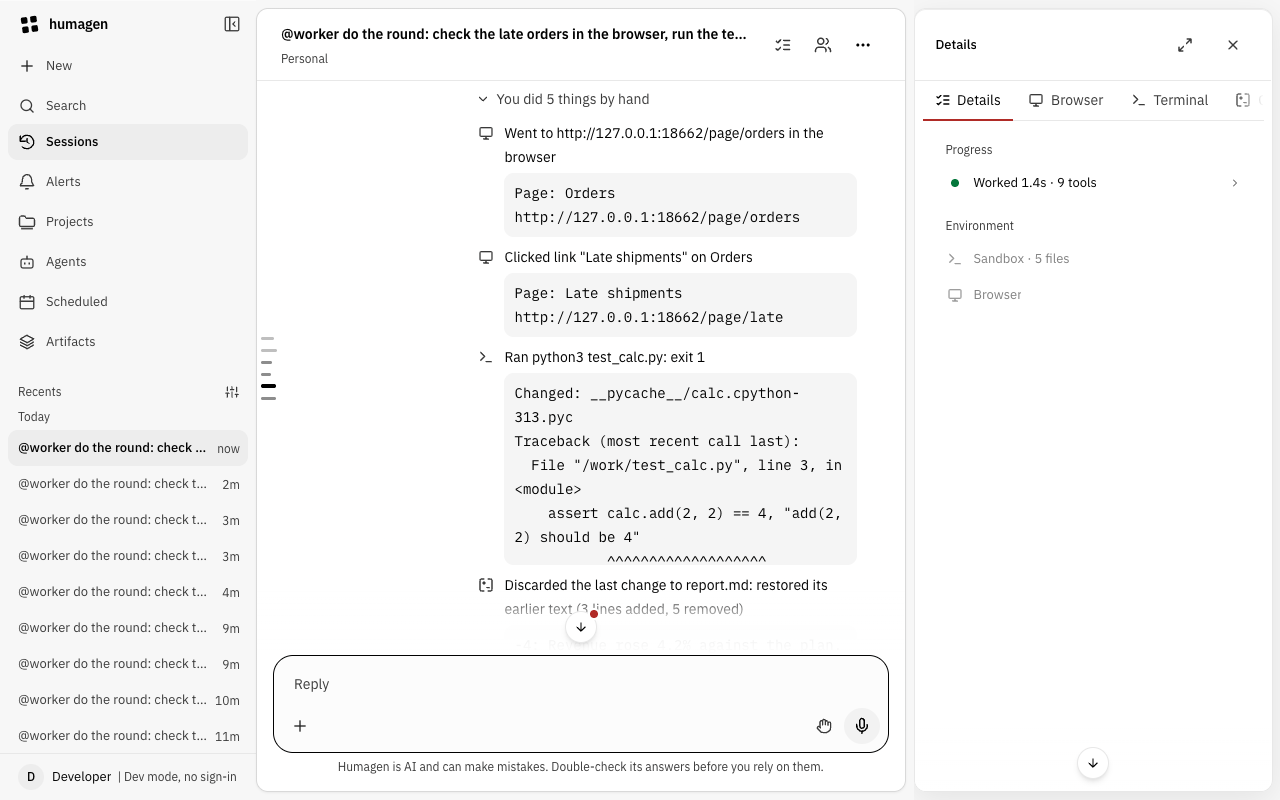 humagen
New
Search
Sessions
Alerts
Projects
Agents
Scheduled
Artifacts
Recents
Today
@worker do the round: check ... now
@worker do the round: check t... 2m
@worker do the round: check t... 3m
@worker do the round: check t... 3m
@worker do the round: check t... 4m
@worker do the round: check t... 9m
@worker do the round: check t... 9m
@worker do the round: check t... 10m
@worker do the round: check t... 11m
D Developer | Dev mode, no sign-in
@worker do the round: check the late orders in the browser, run the te...
Personal
You did 5 things by hand
Went to http://127.0.0.1:18662/page/orders in the
browser
Page: Orders
http://127.0.0.1:18662/page/orders
Clicked link "Late shipments" on Orders
Page: Late shipments
http://127.0.0.1:18662/page/late
Ran python3 test_calc.py: exit 1
Changed: __pycache__/calc.cpython-
313.pyc
Traceback (most recent call last):
File "/work/test_calc.py", line 3, in
<module>
assert calc.add(2, 2) == 4, "add(2,
2) should be 4"
^^^^^^^^^^^^^^^^^^^
Discarded the last change to report.md: restored its
earlier text (3 lines added, 5 removed)
Reply
Humagen is AI and can make mistakes. Double-check its answers before you rely on them.
Details
Details Browser Terminal
Progress
Worked 1.4s · 9 tools
Environment
Sandbox · 5 files
Browser